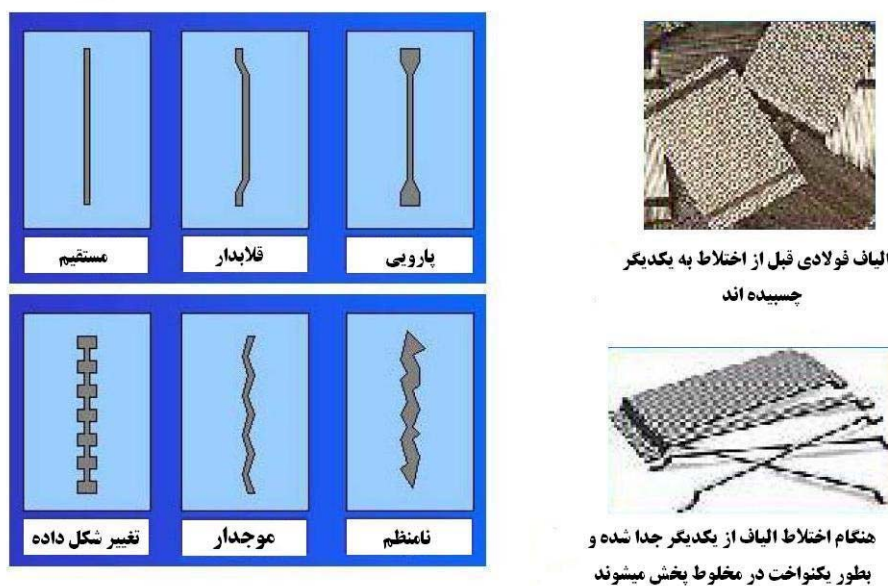 پارویی
قلابدار
مستقیم
نامنظم
موجدار
تغییر شکل داده
الیاف فولادی قبل از اختلاط به یکدیگر
چسبیده اند
هنگام اختلاط الیاف از یکدیگر جدا شده و
بطور یکنواخت در مخلوط پخش میشوند